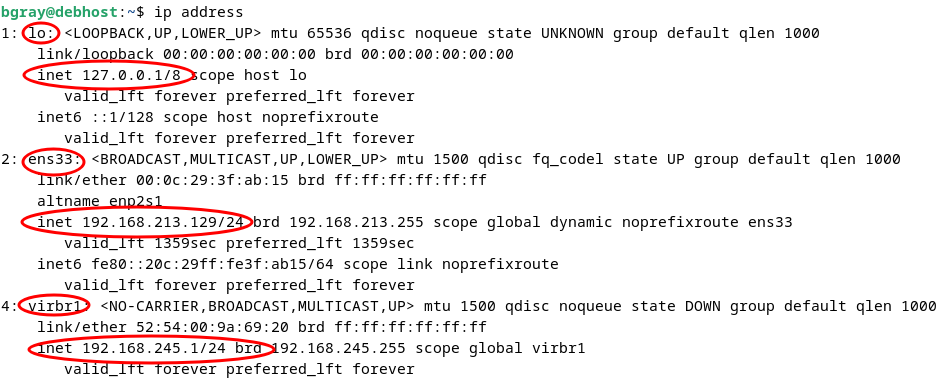 bgray@debhost:~$ ip address
1: lo: <LOOPBACK,UP,LOWER_UP> mtu 65536 qdisc noqueue state UNKNOWN group default qlen 1000
    link/loopback 00:00:00:00:00:00 brd 00:00:00:00:00:00
    inet 127.0.0.1/8 scope host lo
       valid_lft forever preferred_lft forever
    inet6 ::1/128 scope host noprefixroute
       valid_lft forever preferred_lft forever
2: ens33: <BROADCAST,MULTICAST,UP,LOWER_UP> mtu 1500 qdisc fq_codel state UP group default qlen 1000
    link/ether 00:0c:29:3f:ab:15 brd ff:ff:ff:ff:ff:ff
    altname enp2s1
    inet 192.168.213.129/24 brd 192.168.213.255 scope global dynamic noprefixroute ens33
       valid_lft 1359sec preferred_lft 1359sec
    inet6 fe80::20c:29ff:fe3f:ab15/64 scope link noprefixroute
       valid_lft forever preferred_lft forever
4: virbr1: <NO-CARRIER,BROADCAST,MULTICAST,UP> mtu 1500 qdisc noqueue state DOWN group default qlen 1000
    link/ether 52:54:00:9a:69:20 brd ff:ff:ff:ff:ff:ff
    inet 192.168.245.1/24 brd 192.168.245.255 scope global virbr1
       valid_lft forever preferred_lft forever